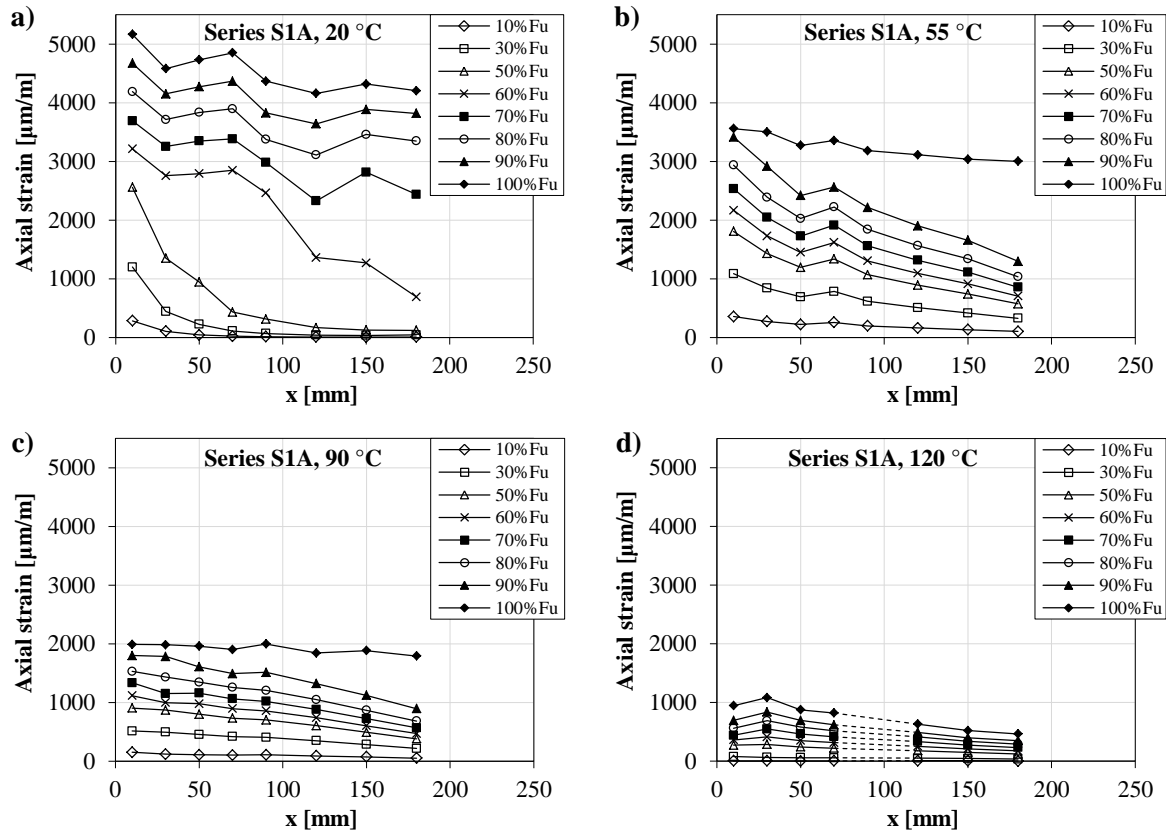 a)
Series S1A, 20 °C
Axial strain [µm/m]
5000
4000
3000
2000
1000
0
0 50 100 150 200 250
x [mm]
10%Fu
30%Fu
50%Fu
60%Fu
70%Fu
80%Fu
90%Fu
100%Fu
b)
Series S1A, 55 °C
Axial strain [µm/m]
5000
4000
3000
2000
1000
0
0 50 100 150 200 250
x [mm]
10%Fu
30%Fu
50%Fu
60%Fu
70%Fu
80%Fu
90%Fu
100%Fu
c)
Series S1A, 90 °C
Axial strain [µm/m]
5000
4000
3000
2000
1000
0
0 50 100 150 200 250
x [mm]
10%Fu
30%Fu
50%Fu
60%Fu
70%Fu
80%Fu
90%Fu
100%Fu
d)
Series S1A, 120 °C
Axial strain [µm/m]
5000
4000
3000
2000
1000
0
0 50 100 150 200 250
x [mm]
10%Fu
30%Fu
50%Fu
60%Fu
70%Fu
80%Fu
90%Fu
100%Fu